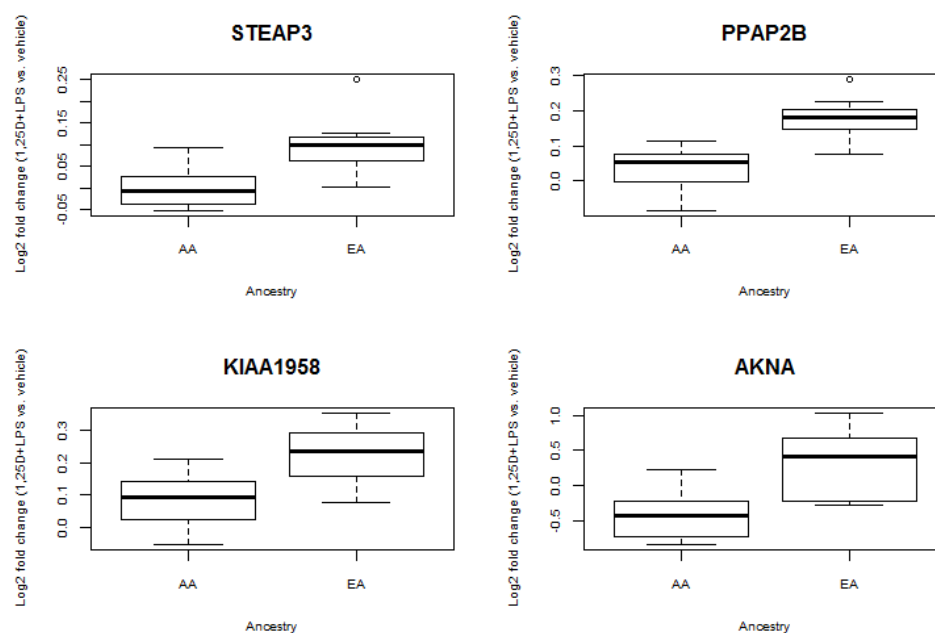 STEAP3
Log2 fold change (1,25D+LPS vs. vehicle)
0.25
0.15
0.05
-0.05
AA
EA
Ancestry
PPAP2B
Log2 fold change (1,25D+LPS vs. vehicle)
0.3
0.2
0.1
0.0
AA
EA
Ancestry
KIAA1958
Log2 fold change (1,25D+LPS vs. vehicle)
0.3
0.2
0.1
0.0
AA
EA
Ancestry
AKNA
Log2 fold change (1,25D+LPS vs. vehicle)
1.0
0.5
0.0
-0.5
AA
EA
Ancestry